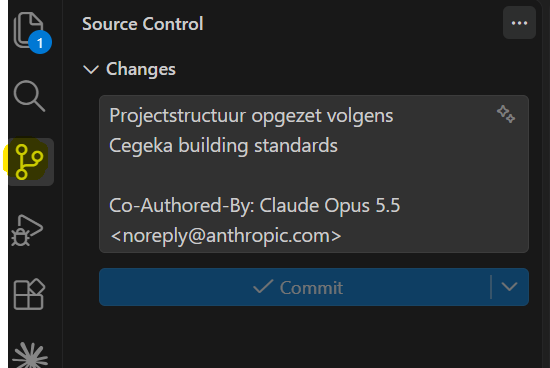 Source Control
Changes
Projectstructuur opgezet volgens
Cegeka building standards
Co-Authored-By: Claude Opus 5.5
<noreply@anthropic.com>
Commit
1